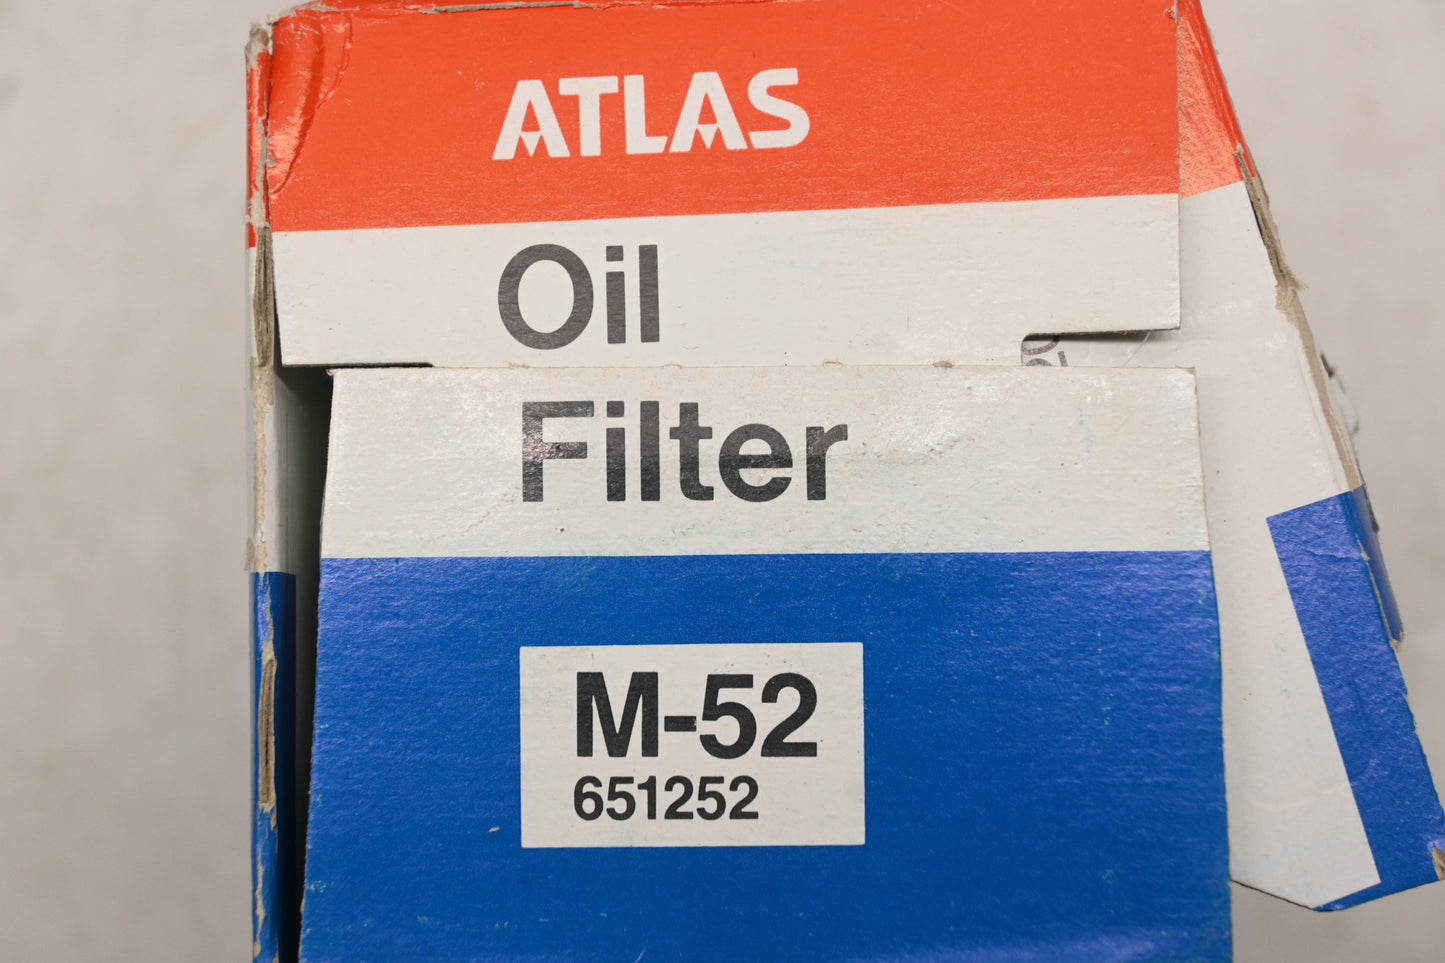 ATLAS
Oil
Filter
M-52
651252